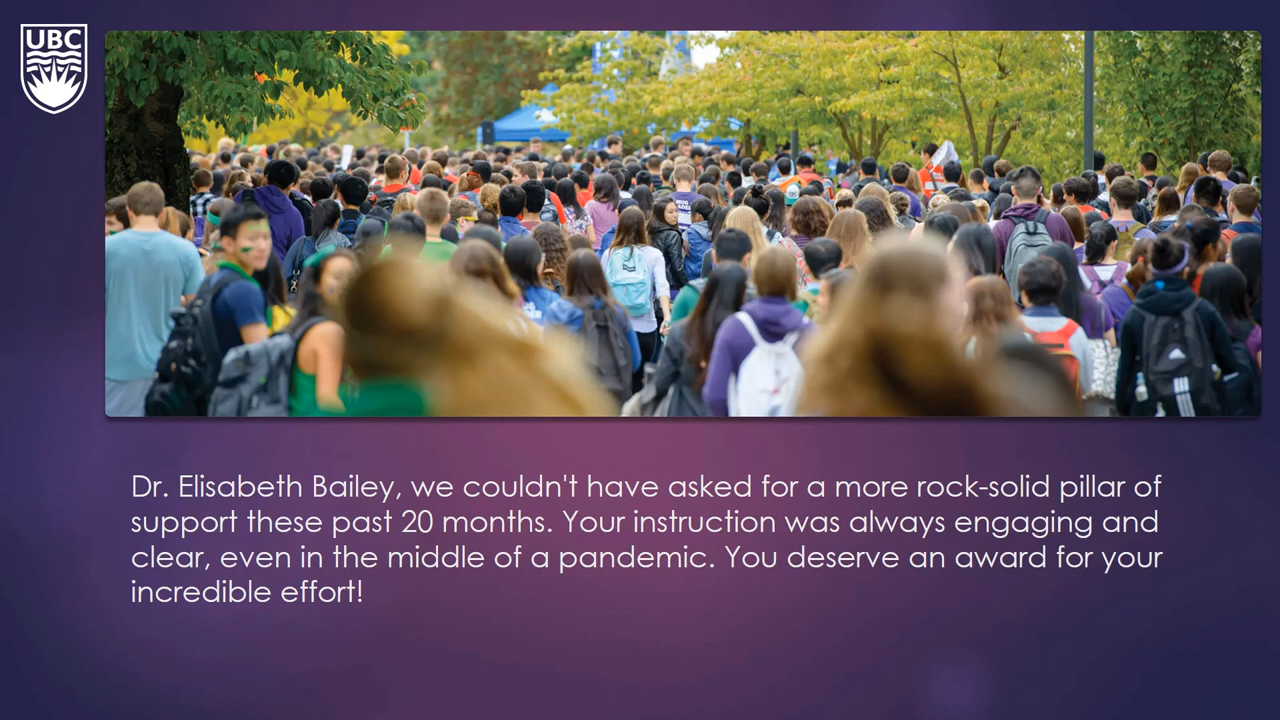 UBC
Dr. Elisabeth Bailey, we couldn't have asked for a more rock-solid pillar of
support these past 20 months. Your instruction was always engaging and
clear, even in the middle of a pandemic. You deserve an award for your
incredible effort!